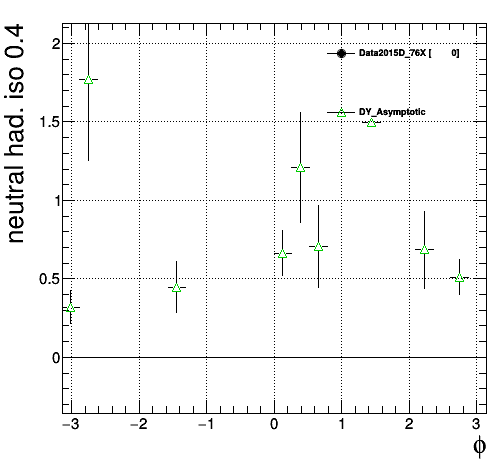 neutral had. iso 0.4
2
1.5
1
0.5
0
Data2015D_76X [ 0]
DY_Asymptotic
−3 −2 −1 0 1 2 3
ϕ